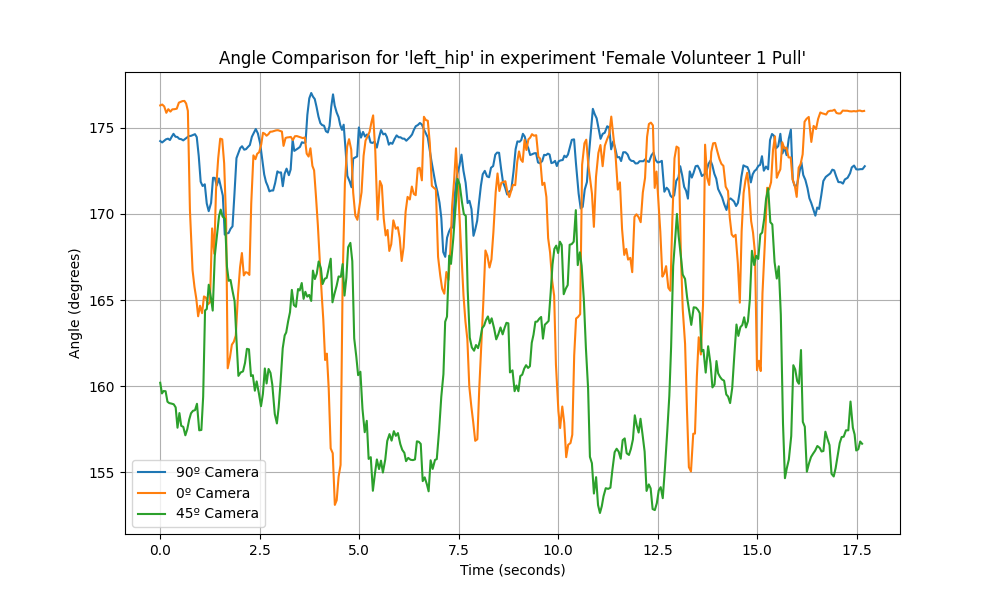 Angle Comparison for 'left_hip' in experiment 'Female Volunteer 1 Pull'
Angle (degrees)
175
170
165
160
155
90º Camera
0º Camera
45º Camera
0.0 2.5 5.0 7.5 10.0 12.5 15.0 17.5
Time (seconds)